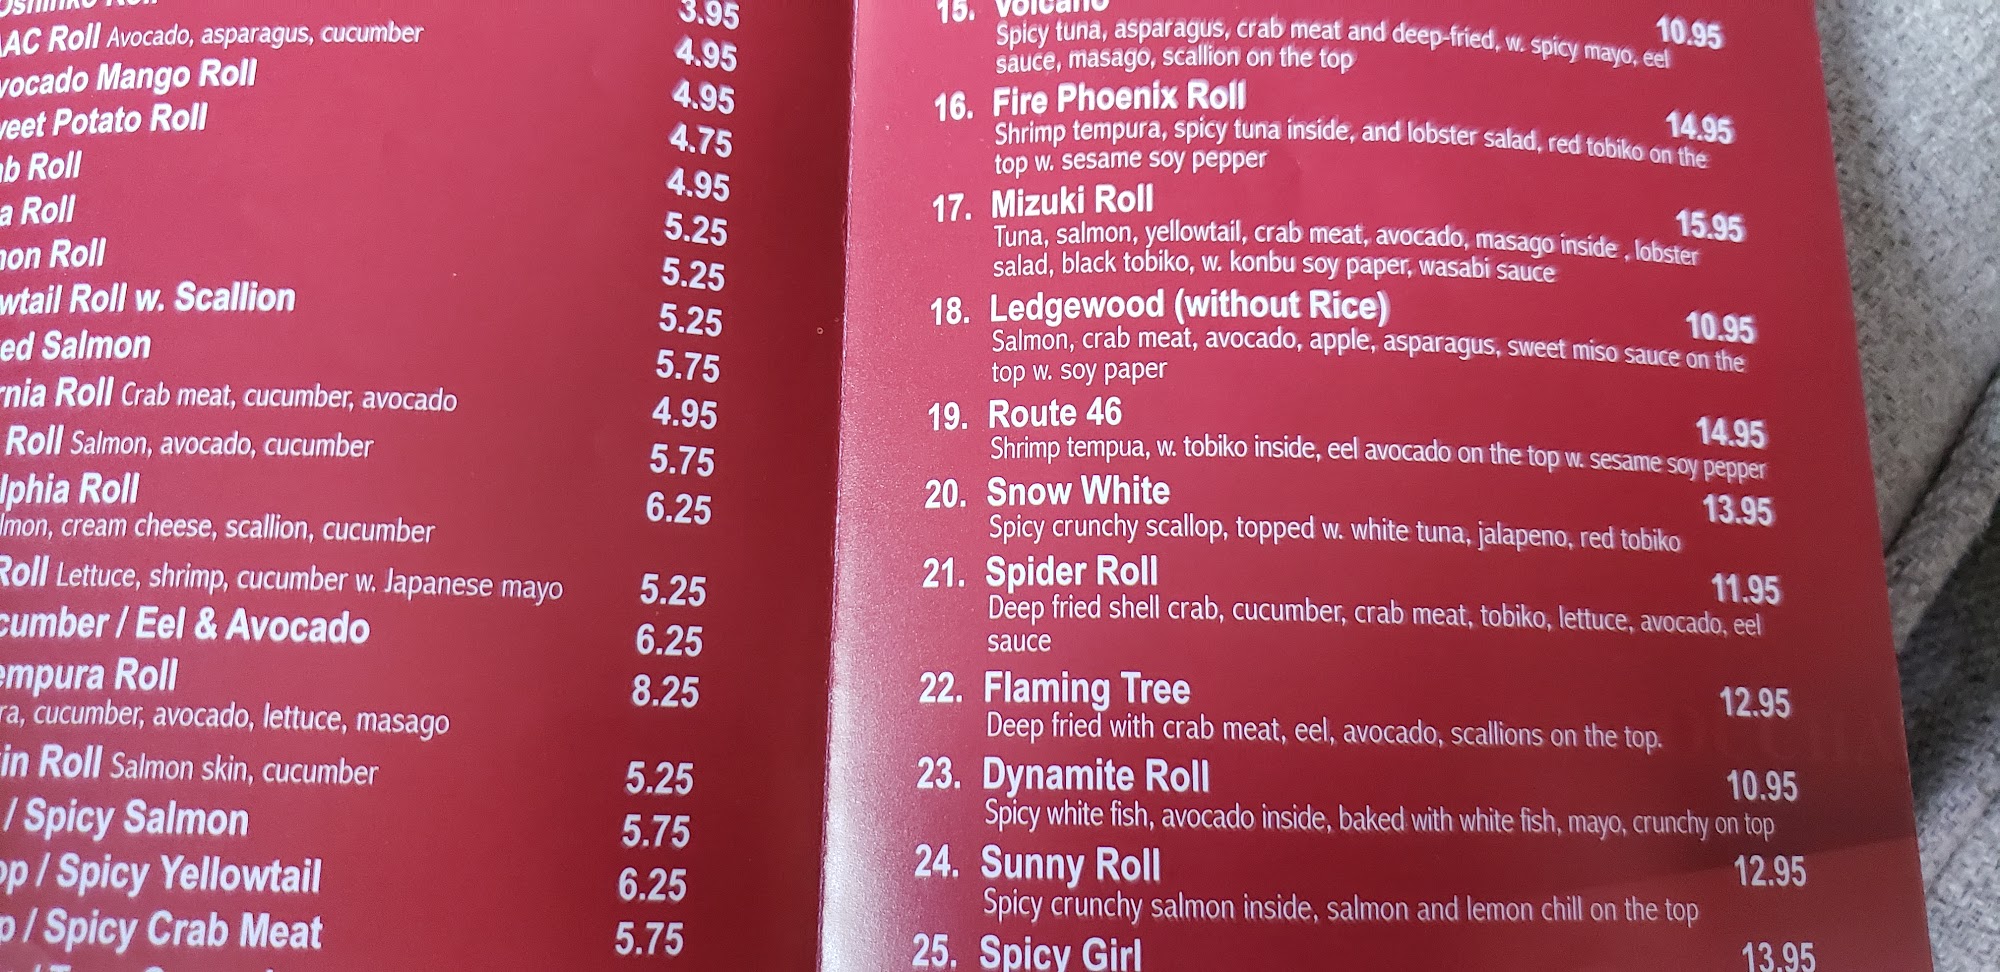 Roll 3.95
AAC Roll Avocado, asparagus, cucumber 4.95
vocado Mango Roll 4.95
weet Potato Roll 4.75
ab Roll 4.95
a Roll 5.25
mon Roll 5.25
wtail Roll w. Scallion 5.25
ed Salmon 5.75
rnia Roll Crab meat, cucumber, avocado 4.95
Roll Salmon, avocado, cucumber 5.75
lphia Roll 6.25
lmon, cream cheese, scallion, cucumber
Roll Lettuce, shrimp, cucumber w. Japanese mayo 5.25
cumber / Eel & Avocado 6.25
empura Roll 8.25
ra, cucumber, avocado, lettuce, masago
in Roll Salmon skin, cucumber 5.25
/ Spicy Salmon 5.75
op / Spicy Yellowtail 6.25
p / Spicy Crab Meat 5.75
15. Volcano 10.95
Spicy tuna, asparagus, crab meat and deep-fried, w. spicy mayo, eel
sauce, masago, scallion on the top
16. Fire Phoenix Roll 14.95
Shrimp tempura, spicy tuna inside, and lobster salad, red tobiko on the
top w. sesame soy pepper
17. Mizuki Roll 15.95
Tuna, salmon, yellowtail, crab meat, avocado, masago inside , lobster
salad, black tobiko, w. konbu soy paper, wasabi sauce
18. Ledgewood (without Rice) 10.95
Salmon, crab meat, avocado, apple, asparagus, sweet miso sauce on the
top w. soy paper
19. Route 46 14.95
Shrimp tempua, w. tobiko inside, eel avocado on the top w. sesame soy pepper
20. Snow White 13.95
Spicy crunchy scallop, topped w. white tuna, jalapeno, red tobiko
21. Spider Roll 11.95
Deep fried shell crab, cucumber, crab meat, tobiko, lettuce, avocado, eel
sauce
22. Flaming Tree 12.95
Deep fried with crab meat, eel, avocado, scallions on the top.
23. Dynamite Roll 10.95
Spicy white fish, avocado inside, baked with white fish, mayo, crunchy on top
24. Sunny Roll 12.95
Spicy crunchy salmon inside, salmon and lemon chill on the top
25. Spicy Girl 13.95